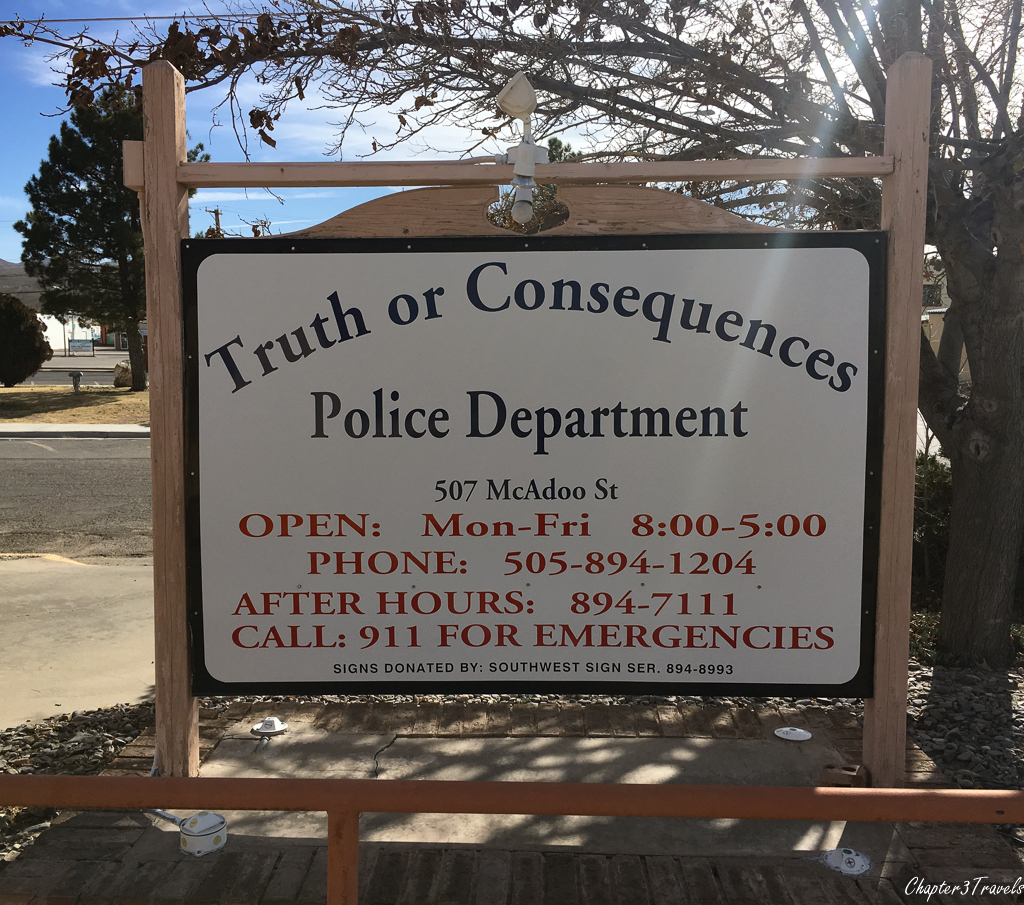 Truth or Consequences
Police Department
507 McAdoo St
OPEN: Mon-Fri 8:00-5:00
PHONE: 505-894-1204
AFTER HOURS: 894-7111
CALL: 911 FOR EMERGENCIES
SIGNS DONATED BY: SOUTHWEST SIGN SER. 894-8993
Chapter3Travels